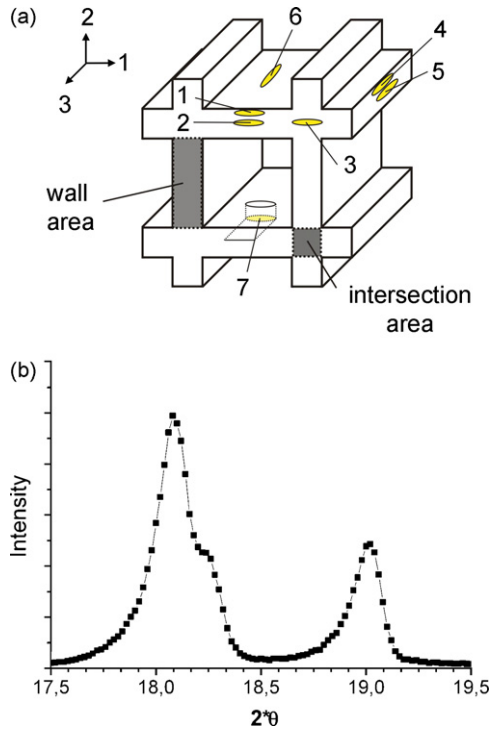 (a)
2
1
3
6
4
5
1
2
3
wall
area
7
intersection
area
(b)
Intensity
17,5 18,0 18,5 19,0 19,5
2*θ